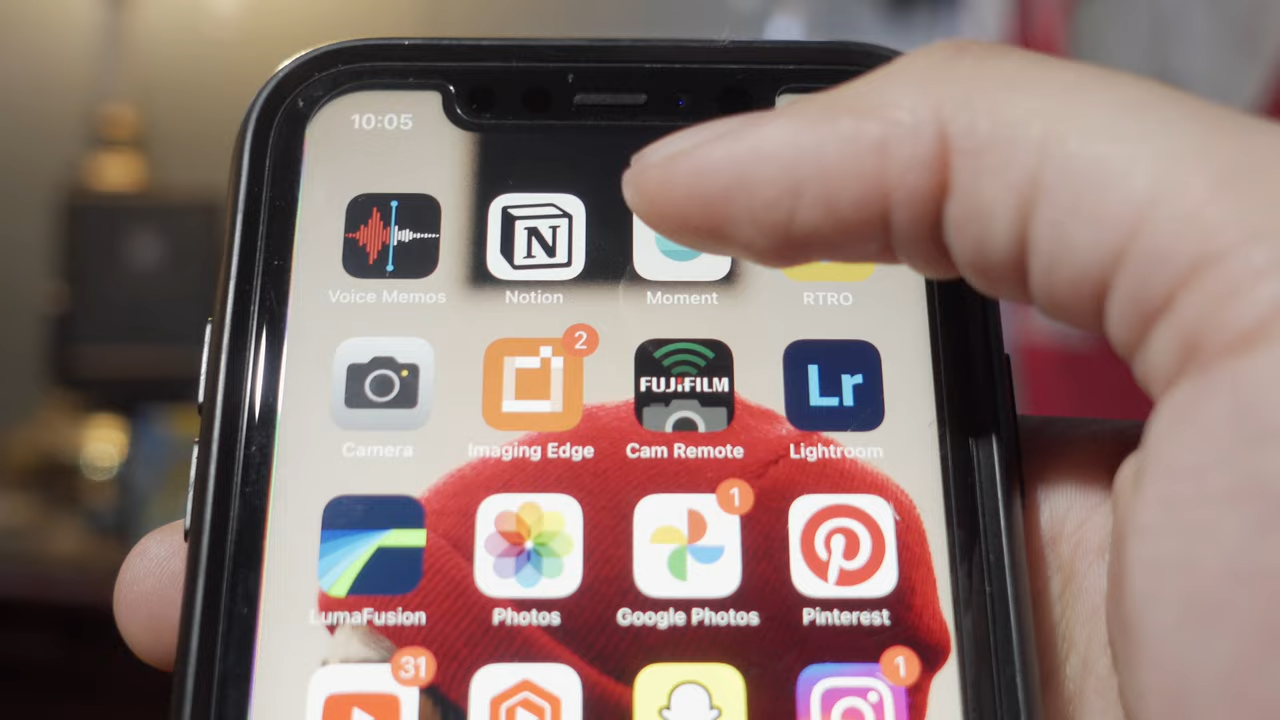 10:05
N
Voice Memos
Notion
Moment
RTRO
2
FUJIFILM
Lr
Camera
Imaging Edge
Cam Remote
Lightroom
1
LumaFusion
Photos
Google Photos
Pinterest
31
1